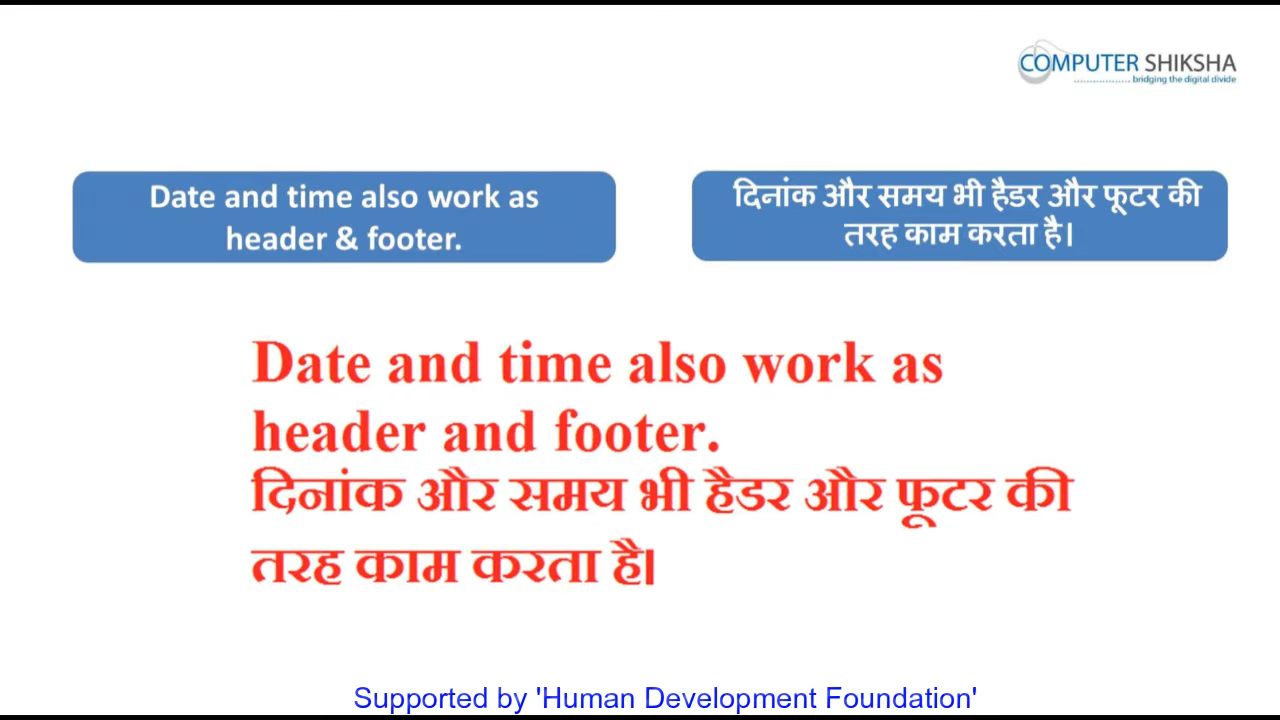 COMPUTER SHIKSHA
bridging the digital divide
Date and time also work as
header & footer.
दिनांक और समय भी हैडर और फूटर की
तरह काम करता है।
Date and time also work as
header and footer.
दिनांक और समय भी हैडर और फूटर की
तरह काम करता है।
Supported by 'Human Development Foundation'